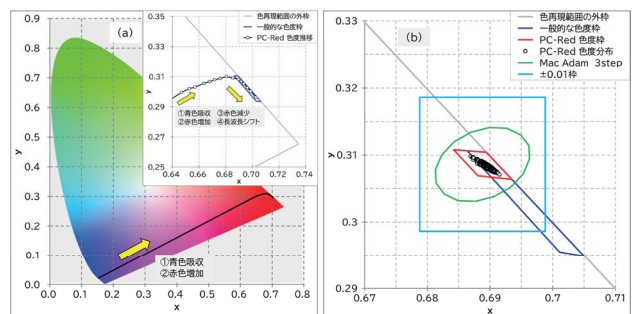 (a)
y
0.9
0.8
0.7
0.6
0.5
0.4
0.3
0.2
0.1
0.0
0.0 0.1 0.2 0.3 0.4 0.5 0.6 0.7 0.8
x
①青色吸収
②赤色増加
色再現範囲の外枠
一般的な色度枠
PC-Red 色度推移
y
0.35
0.33
0.31
0.29
0.27
0.25
0.64 0.66 0.68 0.70 0.72 0.74
x
①青色吸収 ③赤色減少
②赤色増加 ④長波長シフト
(b)
色再現範囲の外枠
一般的な色度枠
PC-Red 色度枠
PC-Red 色度分布
Mac Adam 3step
±0.01枠
y
0.33
0.32
0.31
0.3
0.29
0.67 0.68 0.69 0.7 0.71
x